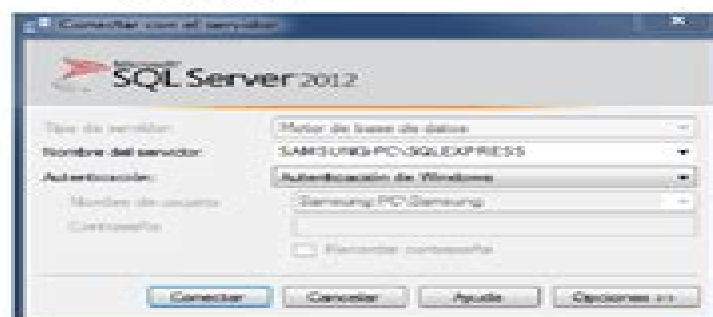 Conectar con el servidor
SQL Server 2012
Tipo de servidor: Motor de base de datos
Nombre del servidor: SAMSUNG-PC\SQLEXPRESS
Autenticación: Autenticación de Windows
Nombre de usuario: Samsung-PC\Samsung
Contraseña:
Recordar contraseña
Conectar Cancelar Ayuda Opciones >>